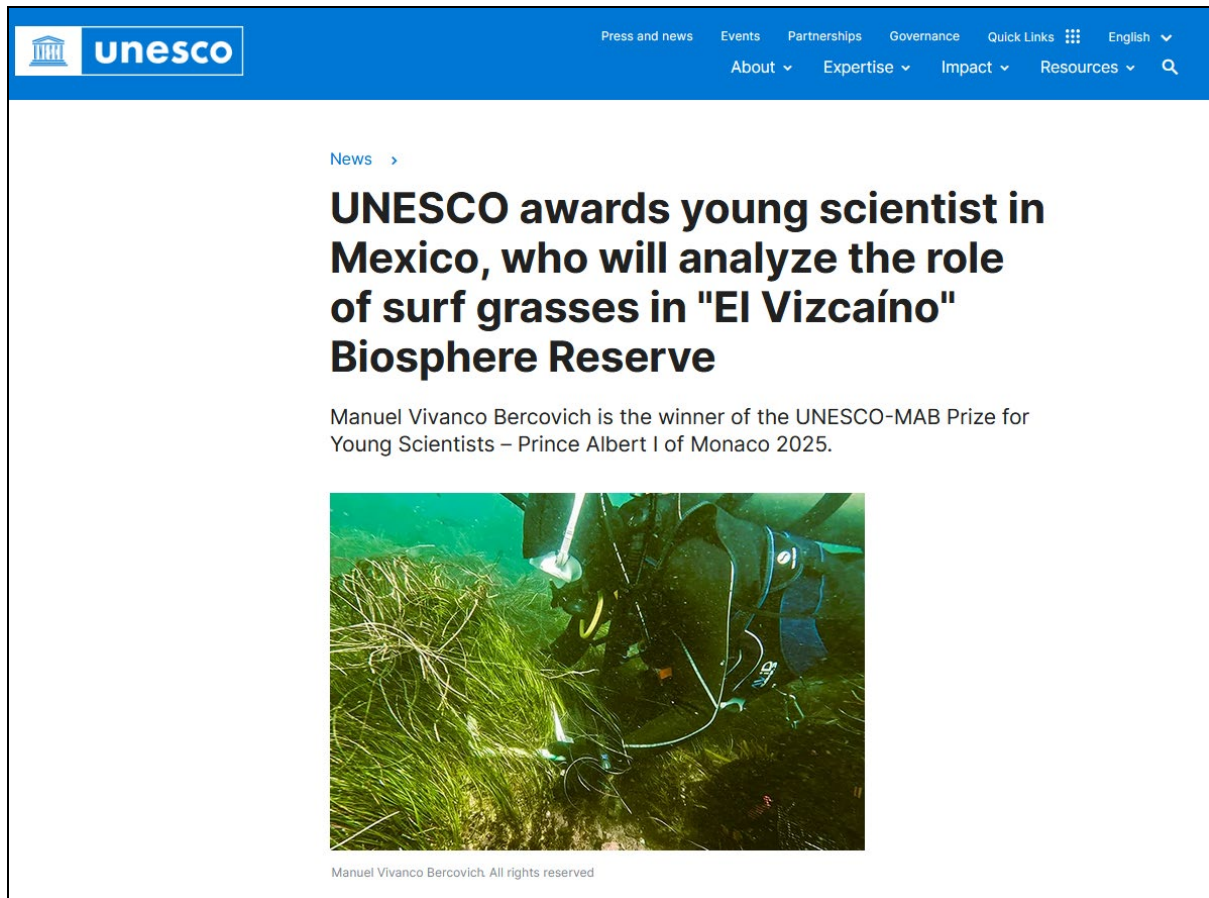 unesco
Press and news Events Partnerships Governance Quick Links English
About Expertise Impact Resources
News
UNESCO awards young scientist in
Mexico, who will analyze the role
of surf grasses in "El Vizcaíno"
Biosphere Reserve
Manuel Vivanco Bercovich is the winner of the UNESCO-MAB Prize for
Young Scientists – Prince Albert I of Monaco 2025.
Manuel Vivanco Bercovich. All rights reserved